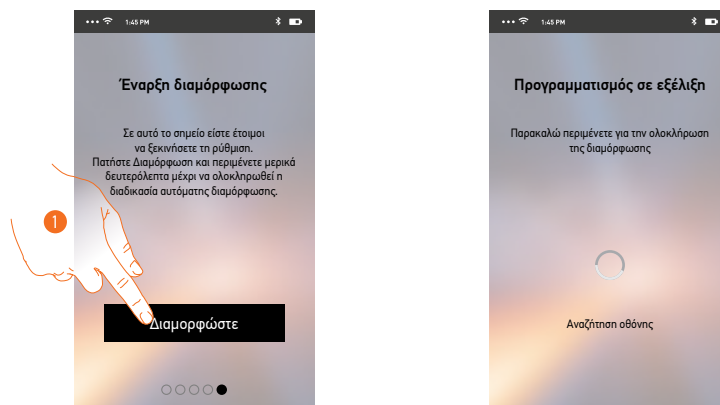 1:45 PM
Έναρξη διαμόρφωσης
Σε αυτό το σημείο είστε έτοιμοι
να ξεκινήσετε τη ρύθμιση.
Πατήστε Διαμόρφωση και περιμένετε μερικά
δευτερόλεπτα μέχρι να ολοκληρωθεί η
διαδικασία αυτόματης διαμόρφωσης.
1
Διαμορφώστε
1:45 PM
Προγραμματισμός σε εξέλιξη
Παρακαλώ περιμένετε για την ολοκλήρωση
της διαμόρφωσης
Αναζήτηση οθόνης